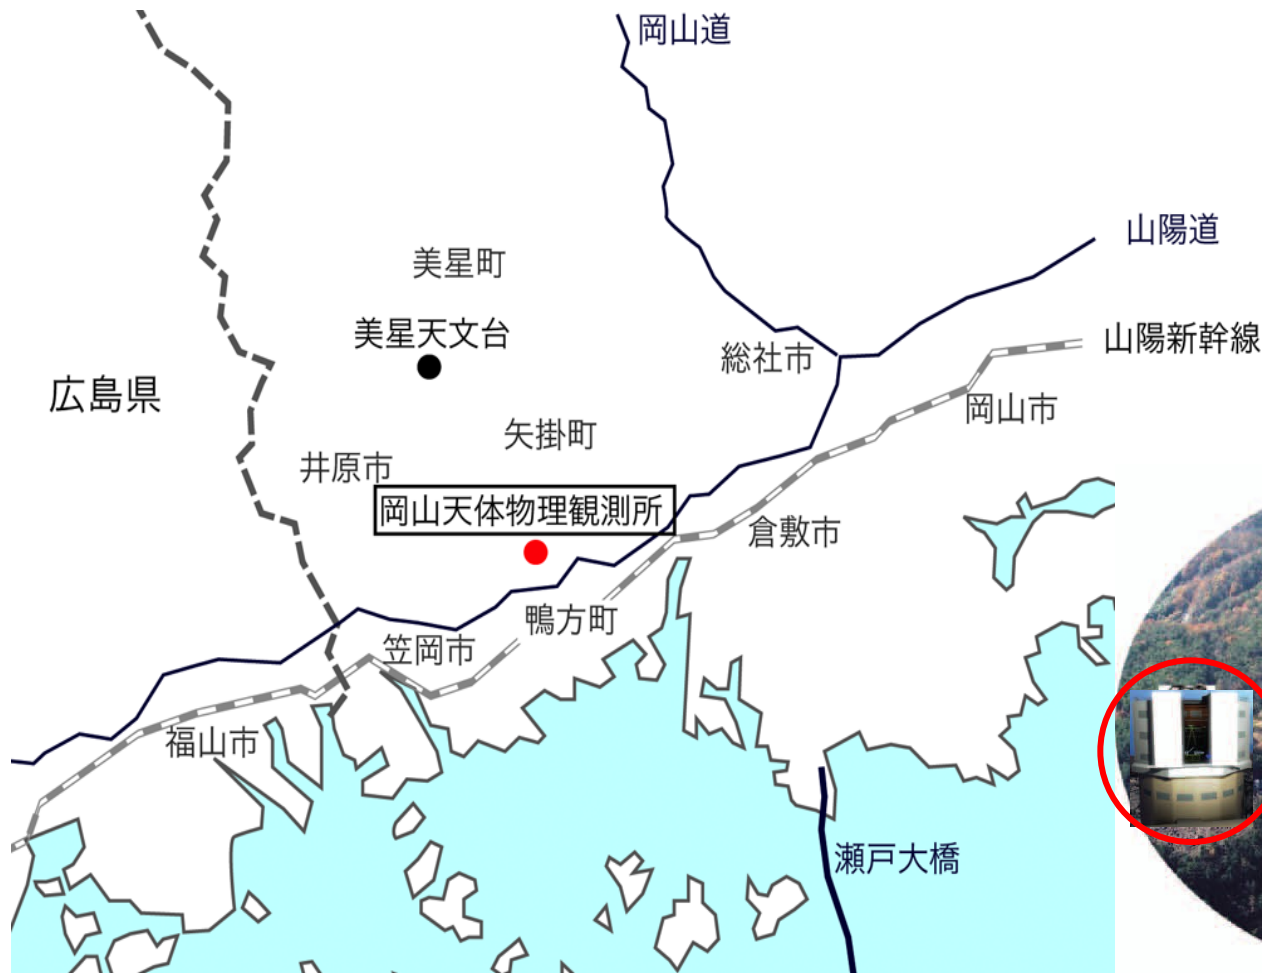 岡山道
山陽道
美星町
美星天文台
山陽新幹線
総社市
広島県
岡山市
矢掛町
井原市
岡山天体物理観測所
倉敷市
鴨方町
笠岡市
福山市
瀬戸大橋